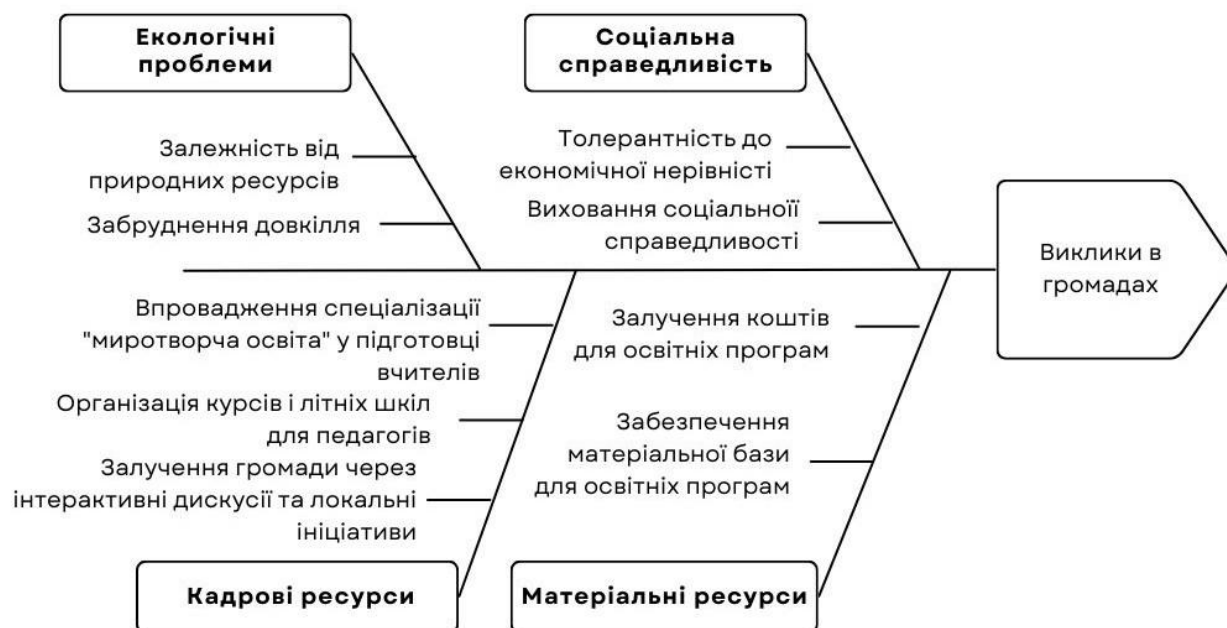 Екологічні
проблеми
Соціальна
справедливість
Залежність від
природних ресурсів
Забруднення довкілля
Толерантність до
економічної нерівністі
Виховання соціальноїї
справедливості
Виклики в
громадах
Впровадження спеціалізації
"миротворча освіта" у підготовці
вчителів
Організація курсів і літніх шкіл
для педагогів
Залучення громади через
інтерактивні дискусії та локальні
ініціативи
Залучення коштів
для освітніх програм
Забезпечення
матеріальної бази
для освітніх програм
Кадрові ресурси
Матеріальні ресурси